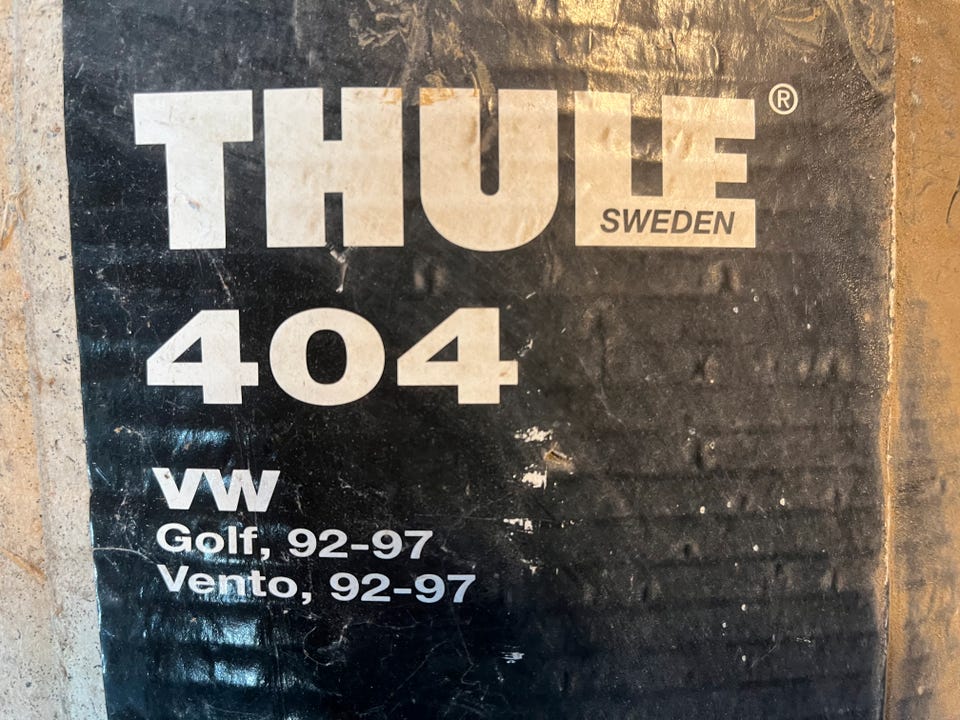 THULE®
SWEDEN
404
VW
Golf, 92-97
Vento, 92-97